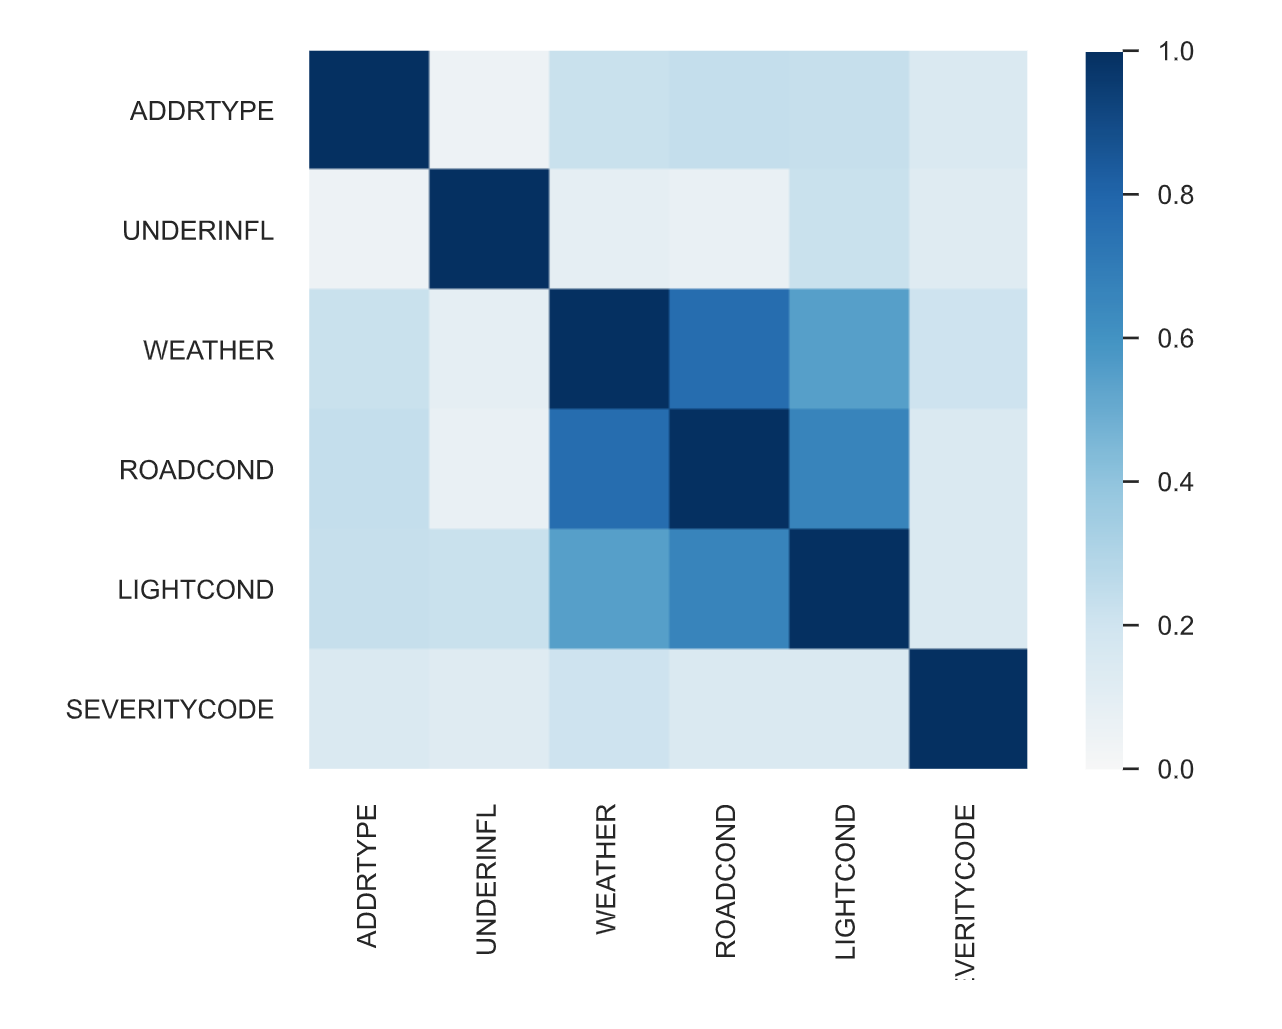 ADDRTYPE
UNDERINFL
WEATHER
ROADCOND
LIGHTCOND
SEVERITYCODE
1.0
0.8
0.6
0.4
0.2
0.0
ADDRTYPE
UNDERINFL
WEATHER
ROADCOND
LIGHTCOND
VERITYCODE